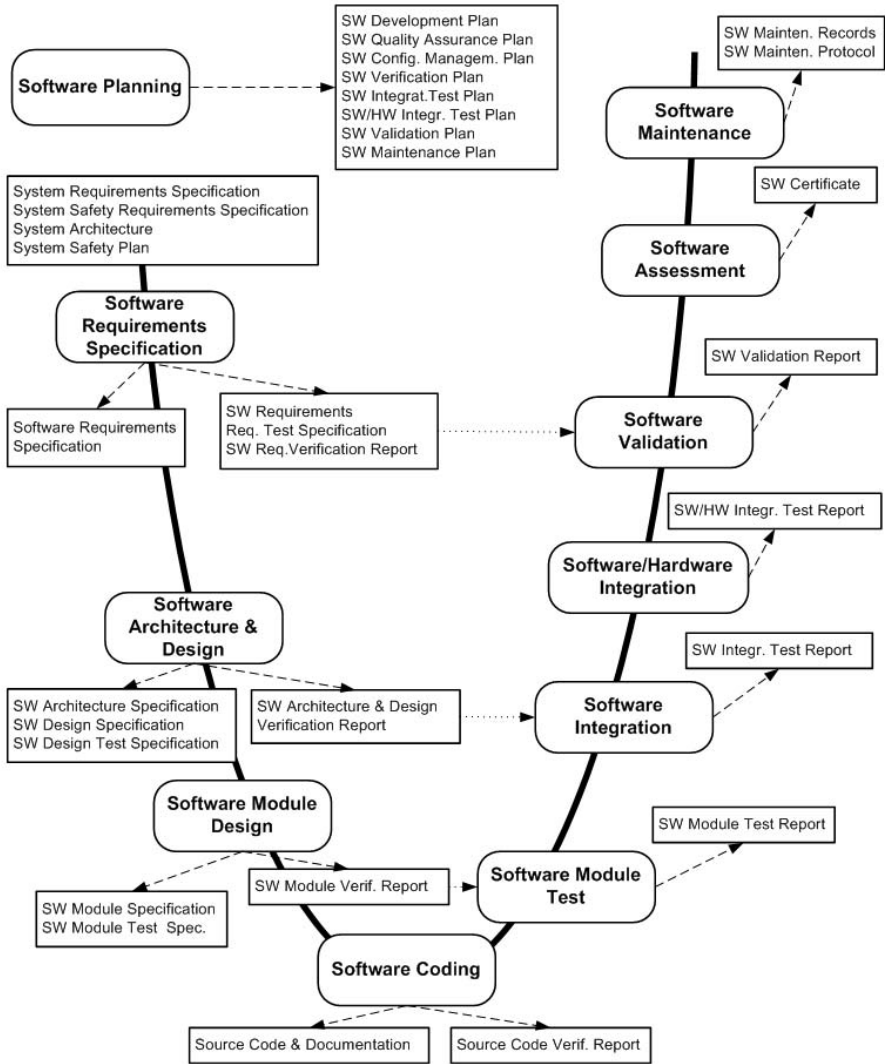 Software Planning
SW Development Plan
SW Quality Assurance Plan
SW Config. Managem. Plan
SW Verification Plan
SW Integrat.Test Plan
SW/HW Integr. Test Plan
SW Validation Plan
SW Maintenance Plan
SW Mainten. Records
SW Mainten. Protocol
Software
Maintenance
System Requirements Specification
System Safety Requirements Specification
System Architecture
System Safety Plan
SW Certificate
Software
Assessment
Software
Requirements
Specification
SW Validation Report
Software Requirements
Specification
SW Requirements
Req. Test Specification
SW Req.Verification Report
Software
Validation
SW/HW Integr. Test Report
Software/Hardware
Integration
Software
Architecture &
Design
SW Integr. Test Report
SW Architecture Specification
SW Design Specification
SW Design Test Specification
SW Architecture & Design
Verification Report
Software
Integration
Software Module
Design
SW Module Test Report
SW Module Verif. Report
Software Module
Test
SW Module Specification
SW Module Test Spec.
Software Coding
Source Code & Documentation
Source Code Verif. Report